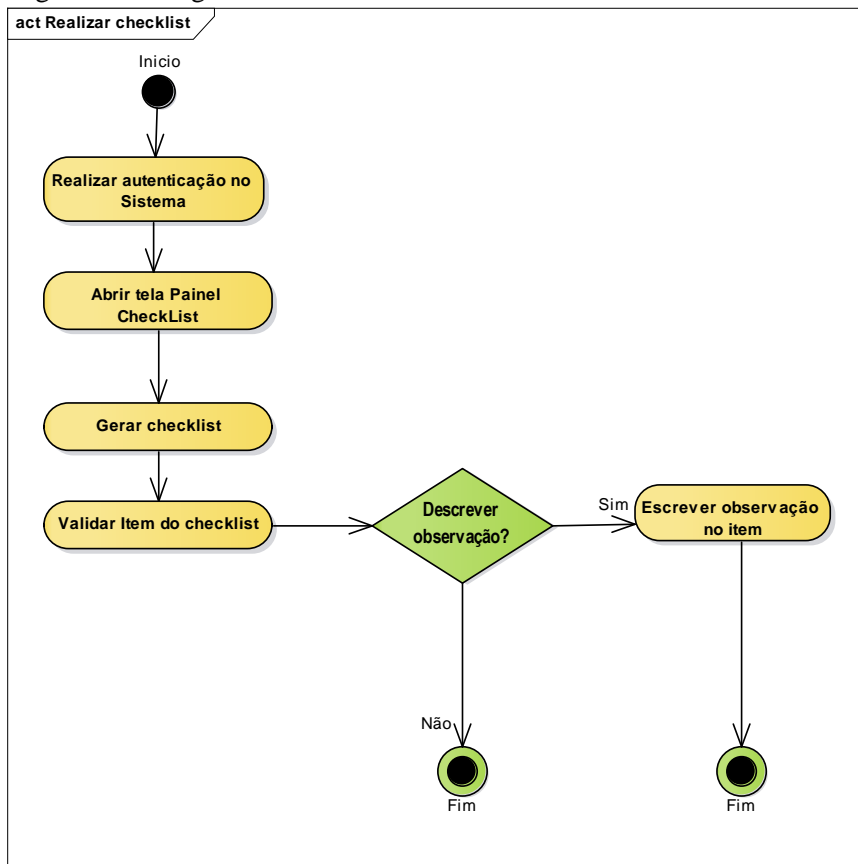 act Realizar checklist
Inicio
Realizar autenticação no
Sistema
Abrir tela Painel
CheckList
Gerar checklist
Validar Item do checklist
Descrever
observação?
Sim
Escrever observação
no item
Não
Fim
Fim